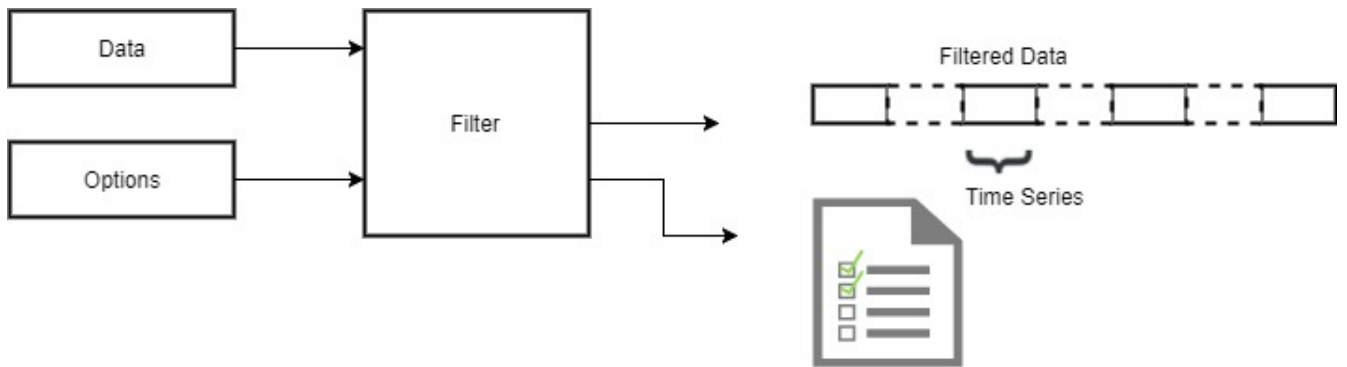 Data
Options
Filter
Filtered Data
Time Series